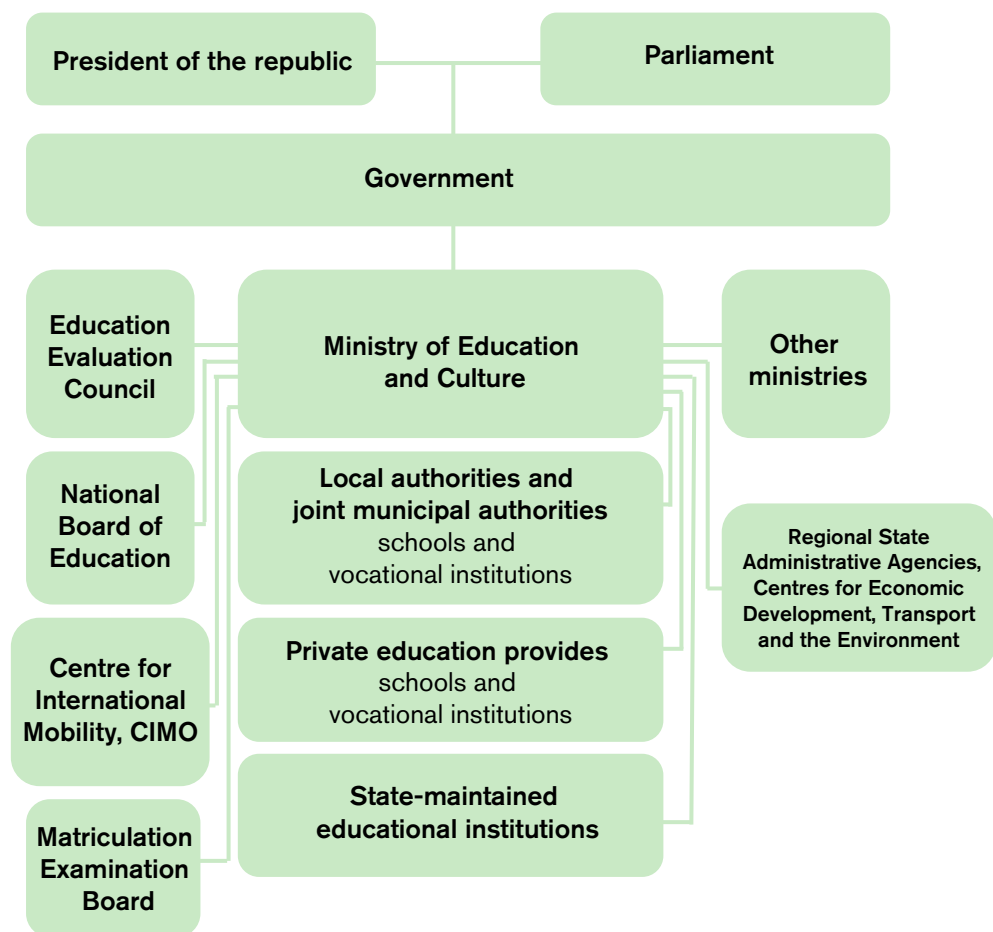 President of the republic
Parliament
Government
Education
Evaluation
Council
Ministry of Education
and Culture
Other
ministries
National
Board of
Education
Local authorities and
joint municipal authorities
schools and
vocational institutions
Regional State
Administrative Agencies,
Centres for Economic
Development, Transport
and the Environment
Centre for
International
Mobility, CIMO
Private education provides
schools and
vocational institutions
Matriculation
Examination
Board
State-maintained
educational institutions